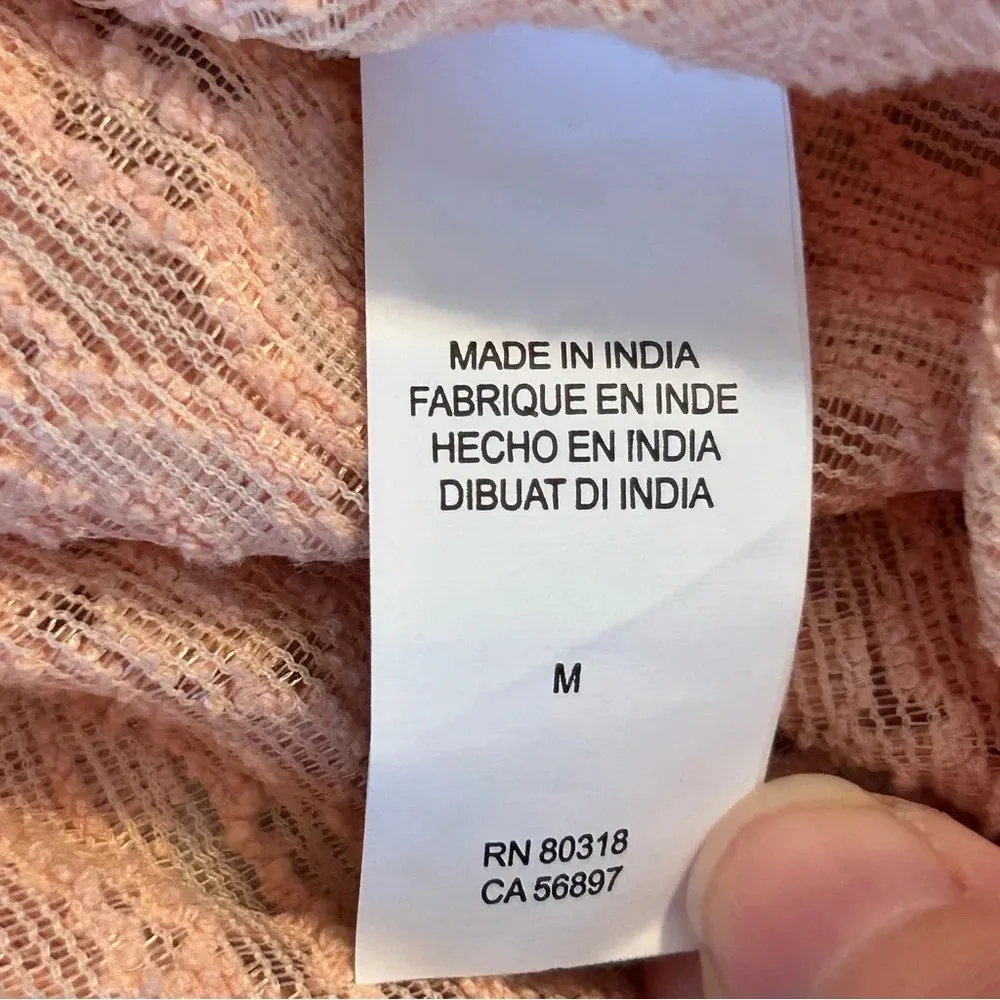 MADE IN INDIA
FABRIQUE EN INDE
HECHO EN INDIA
DIBUAT DI INDIA
M
RN 80318
CA 56897